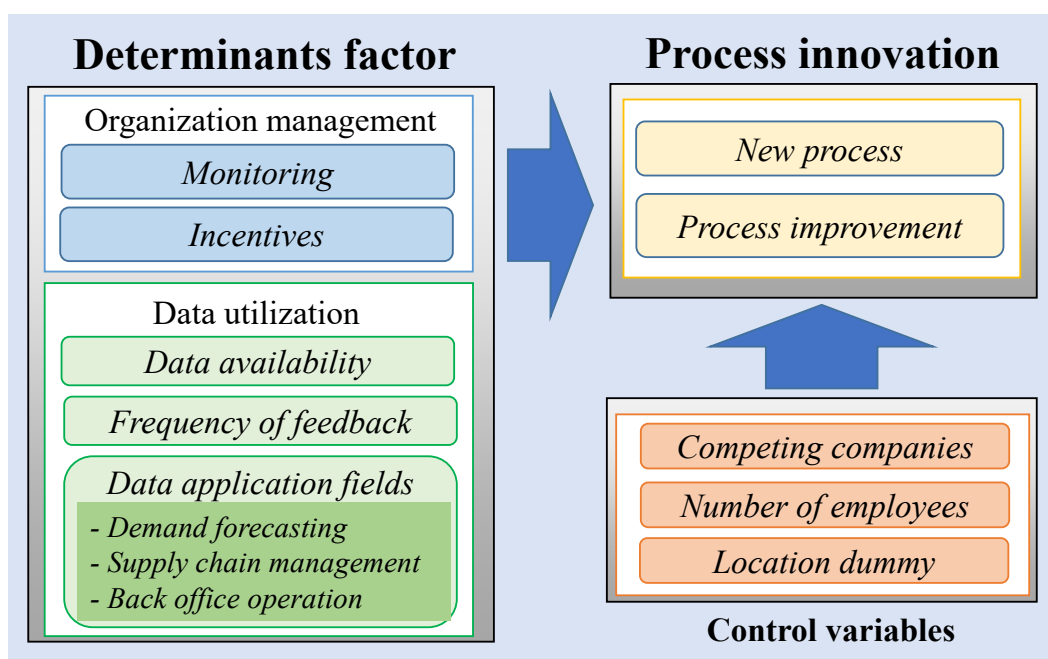 Determinants factor
Organization management
Monitoring
Incentives
Data utilization
Data availability
Frequency of feedback
Data application fields
- Demand forecasting
- Supply chain management
- Back office operation
Process innovation
New process
Process improvement
Competing companies
Number of employees
Location dummy
Control variables